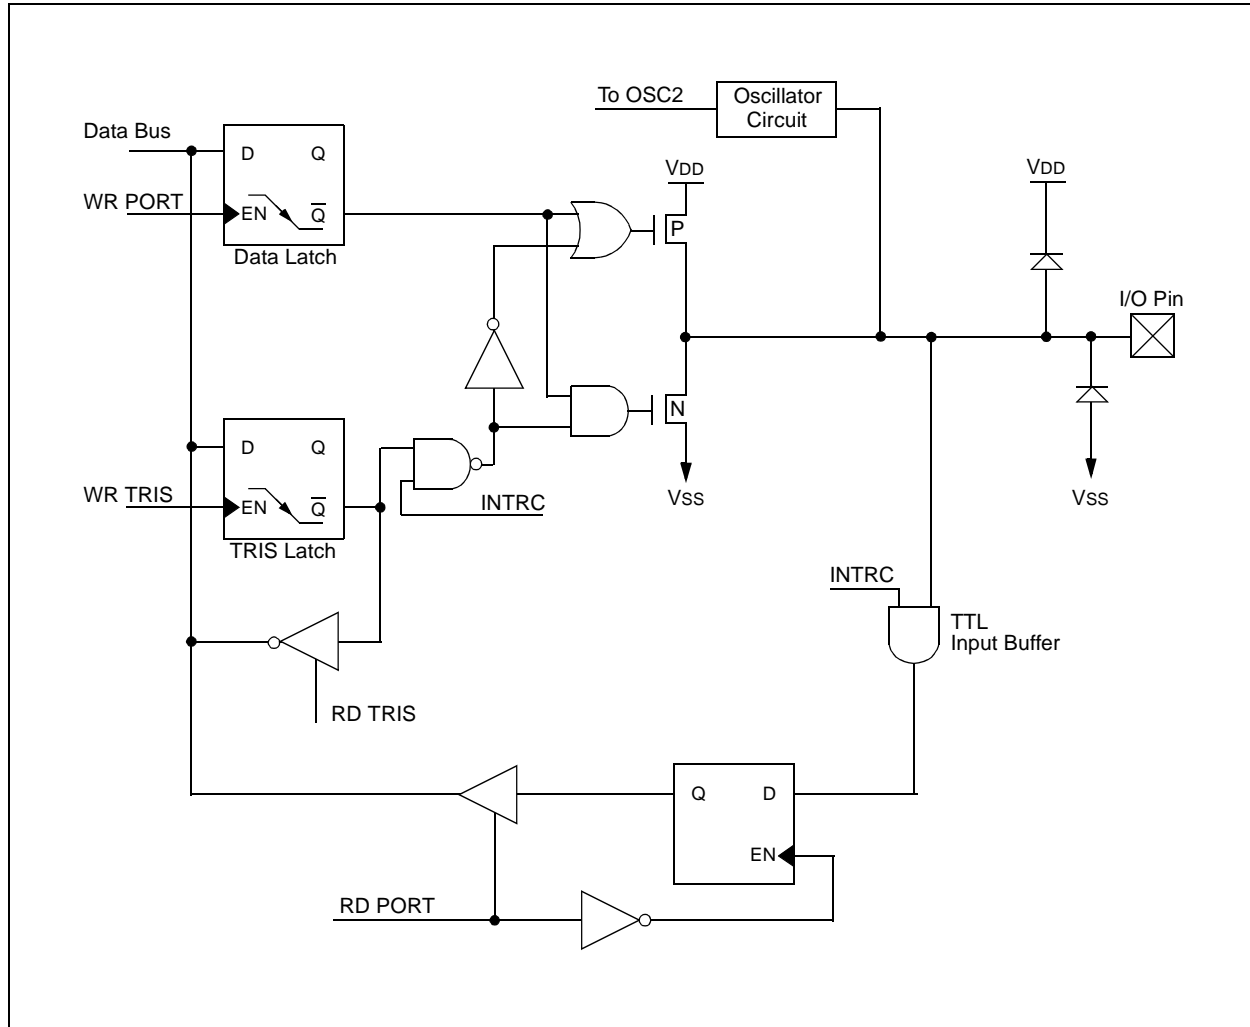 To OSC2
Oscillator
Circuit
Data Bus
D Q
WR PORT
EN Q̅
Data Latch
VDD
P
VDD
I/O Pin
N
VSS
VSS
D Q
WR TRIS
EN Q̅
TRIS Latch
INTRC
INTRC
TTL
Input Buffer
RD TRIS
Q D
EN
RD PORT